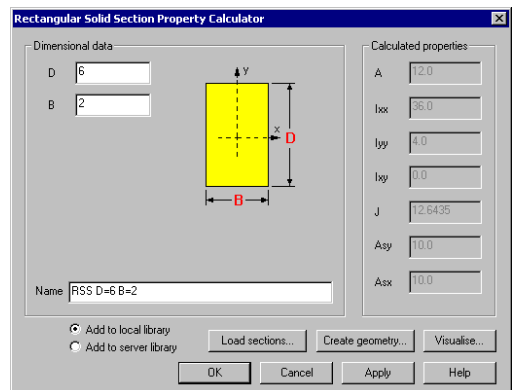 Rectangular Solid Section Property Calculator
Dimensional data
D 6
B 2
y
x
D
B
Name RSS D=6 B=2
Calculated properties
A 12.0
Ixx 36.0
Iyy 4.0
Ixy 0.0
J 12.6435
Asy 10.0
Asx 10.0
Add to local library
Add to server library
Load sections... Create geometry... Visualise...
OK Cancel Apply Help